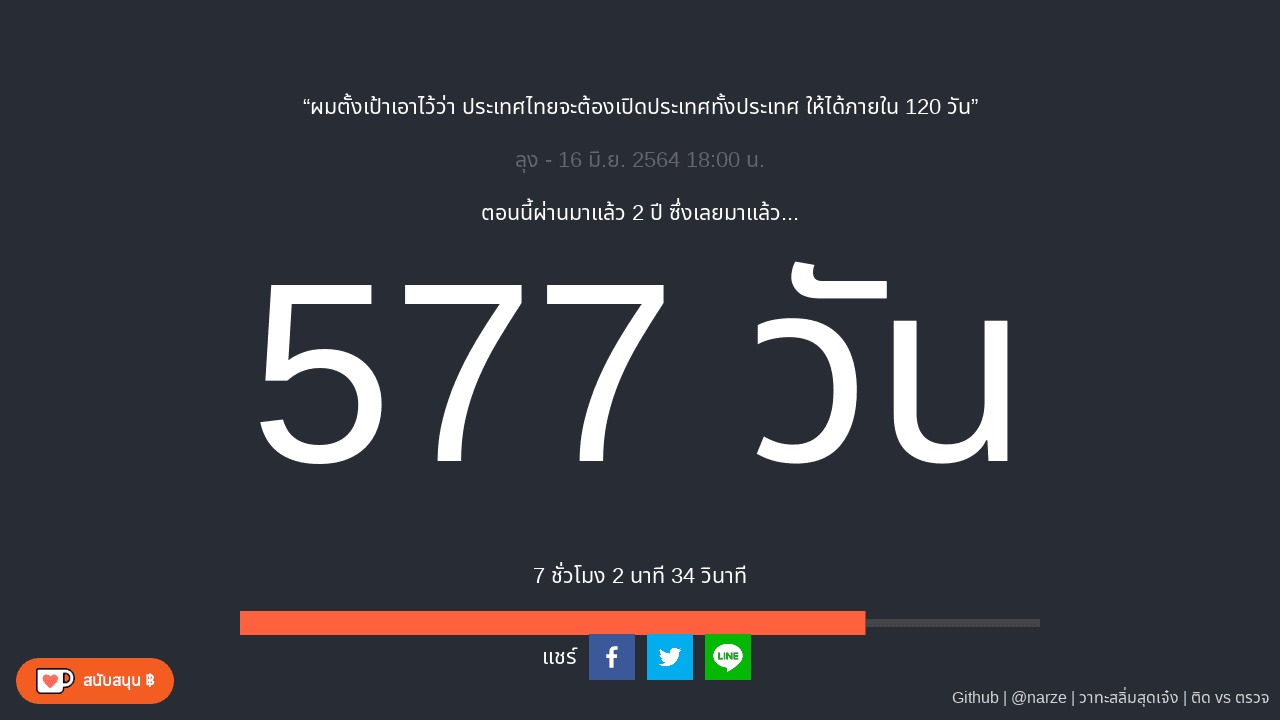 “ผมตั้งเป้าเอาไว้ว่า ประเทศไทยจะต้องเปิดประเทศทั้งประเทศ ให้ได้ภายใน 120 วัน”
ลุง - 16 มิ.ย. 2564 18:00 น.
ตอนนี้ผ่านมาแล้ว 2 ปี ซึ่งเลยมาแล้ว...
577 วัน
7 ชั่วโมง 2 นาที 34 วินาที
แชร์
LINE
สนับสนุน ฿
Github | @narze | วาทะสลิ่มสุดเจ๋ง | ติด vs ตรวจ